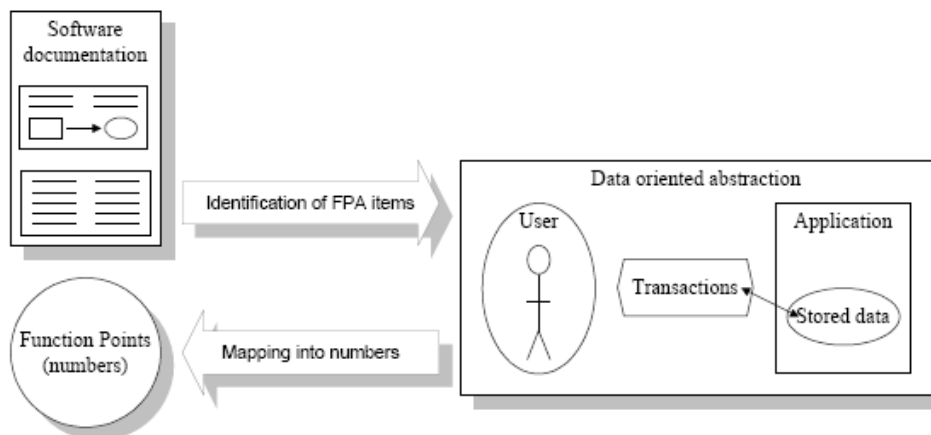 Software
documentation
Identification of FPA items
Data oriented abstraction
User
Application
Transactions
Stored data
Function Points
(numbers)
Mapping into numbers